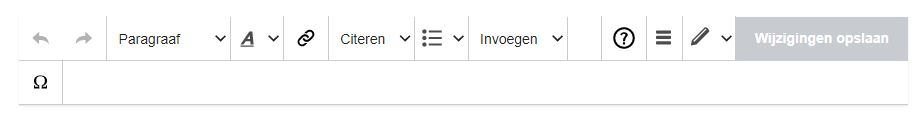 Paragraaf A Citeren Invoegen ? Wijzigingen opslaan
Ω